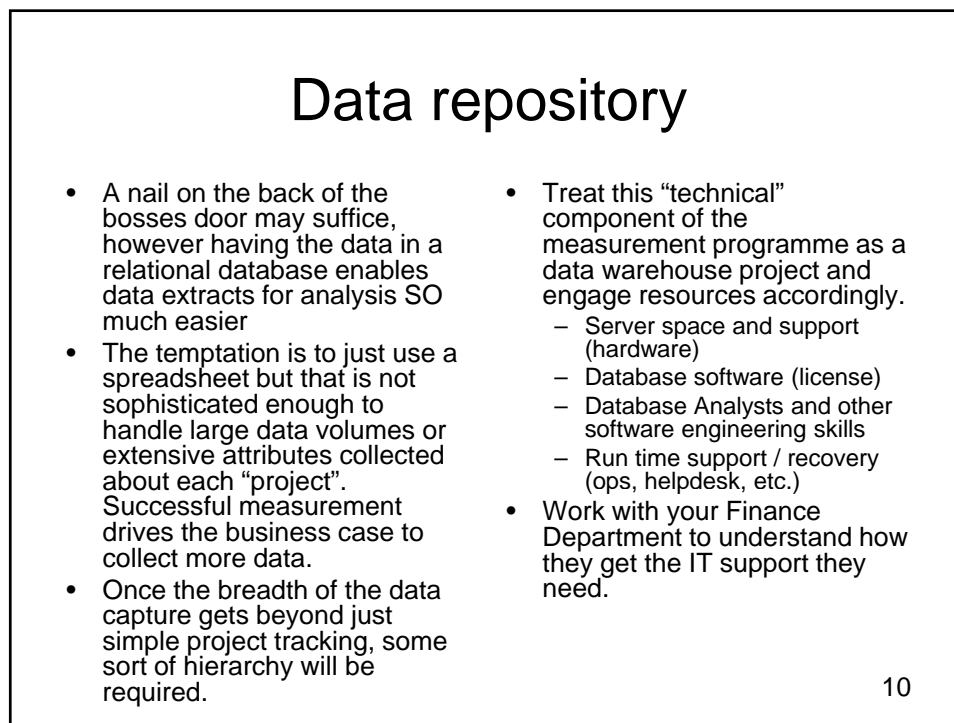 Data repository
• A nail on the back of the
bosses door may suffice,
however having the data in a
relational database enables
data extracts for analysis SO
much easier
• The temptation is to just use a
spreadsheet but that is not
sophisticated enough to
handle large data volumes or
extensive attributes collected
about each “project”.
Successful measurement
drives the business case to
collect more data.
• Once the breadth of the data
capture gets beyond just
simple project tracking, some
sort of hierarchy will be
required.
• Treat this “technical”
component of the
measurement programme as a
data warehouse project and
engage resources accordingly.
– Server space and support
(hardware)
– Database software (license)
– Database Analysts and other
software engineering skills
– Run time support / recovery
(ops, helpdesk, etc.)
• Work with your Finance
Department to understand how
they get the IT support they
need.
10